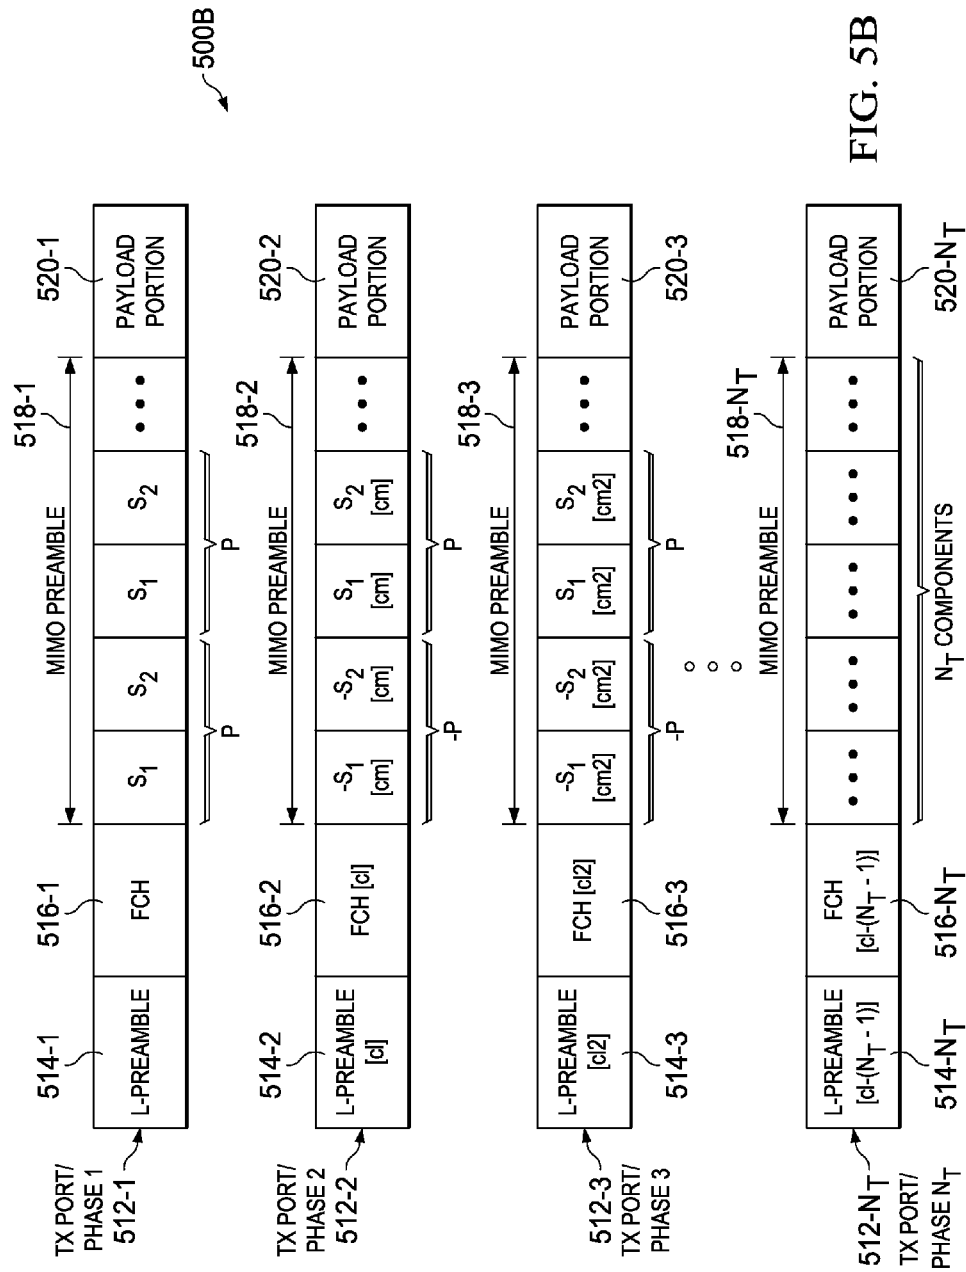 500B
TX PORT/
PHASE 1
512-1
514-1
516-1
518-1
520-1
MIMO PREAMBLE
L-PREAMBLE
FCH
S1
S2
S1
S2
•••
PAYLOAD
PORTION
P
P
TX PORT/
PHASE 2
512-2
514-2
516-2
518-2
520-2
MIMO PREAMBLE
L-PREAMBLE
[cl]
FCH [cl]
-S1
[cm]
-S2
[cm]
S1
[cm]
S2
[cm]
•••
PAYLOAD
PORTION
-P
P
MIMO PREAMBLE
518-3
L-PREAMBLE
[cl2]
FCH [cl2]
-S1
[cm2]
-S2
[cm2]
S1
[cm2]
S2
[cm2]
•••
PAYLOAD
PORTION
512-3
TX PORT/
PHASE 3
514-3
516-3
-P
P
520-3
MIMO PREAMBLE
518-NT
L-PREAMBLE
[cl-(NT - 1)]
FCH
[cl-(NT - 1)]
•••
•••
•••
•••
•••
PAYLOAD
PORTION
512-NT
TX PORT/
PHASE NT
514-NT
516-NT
NT COMPONENTS
520-NT
FIG. 5B